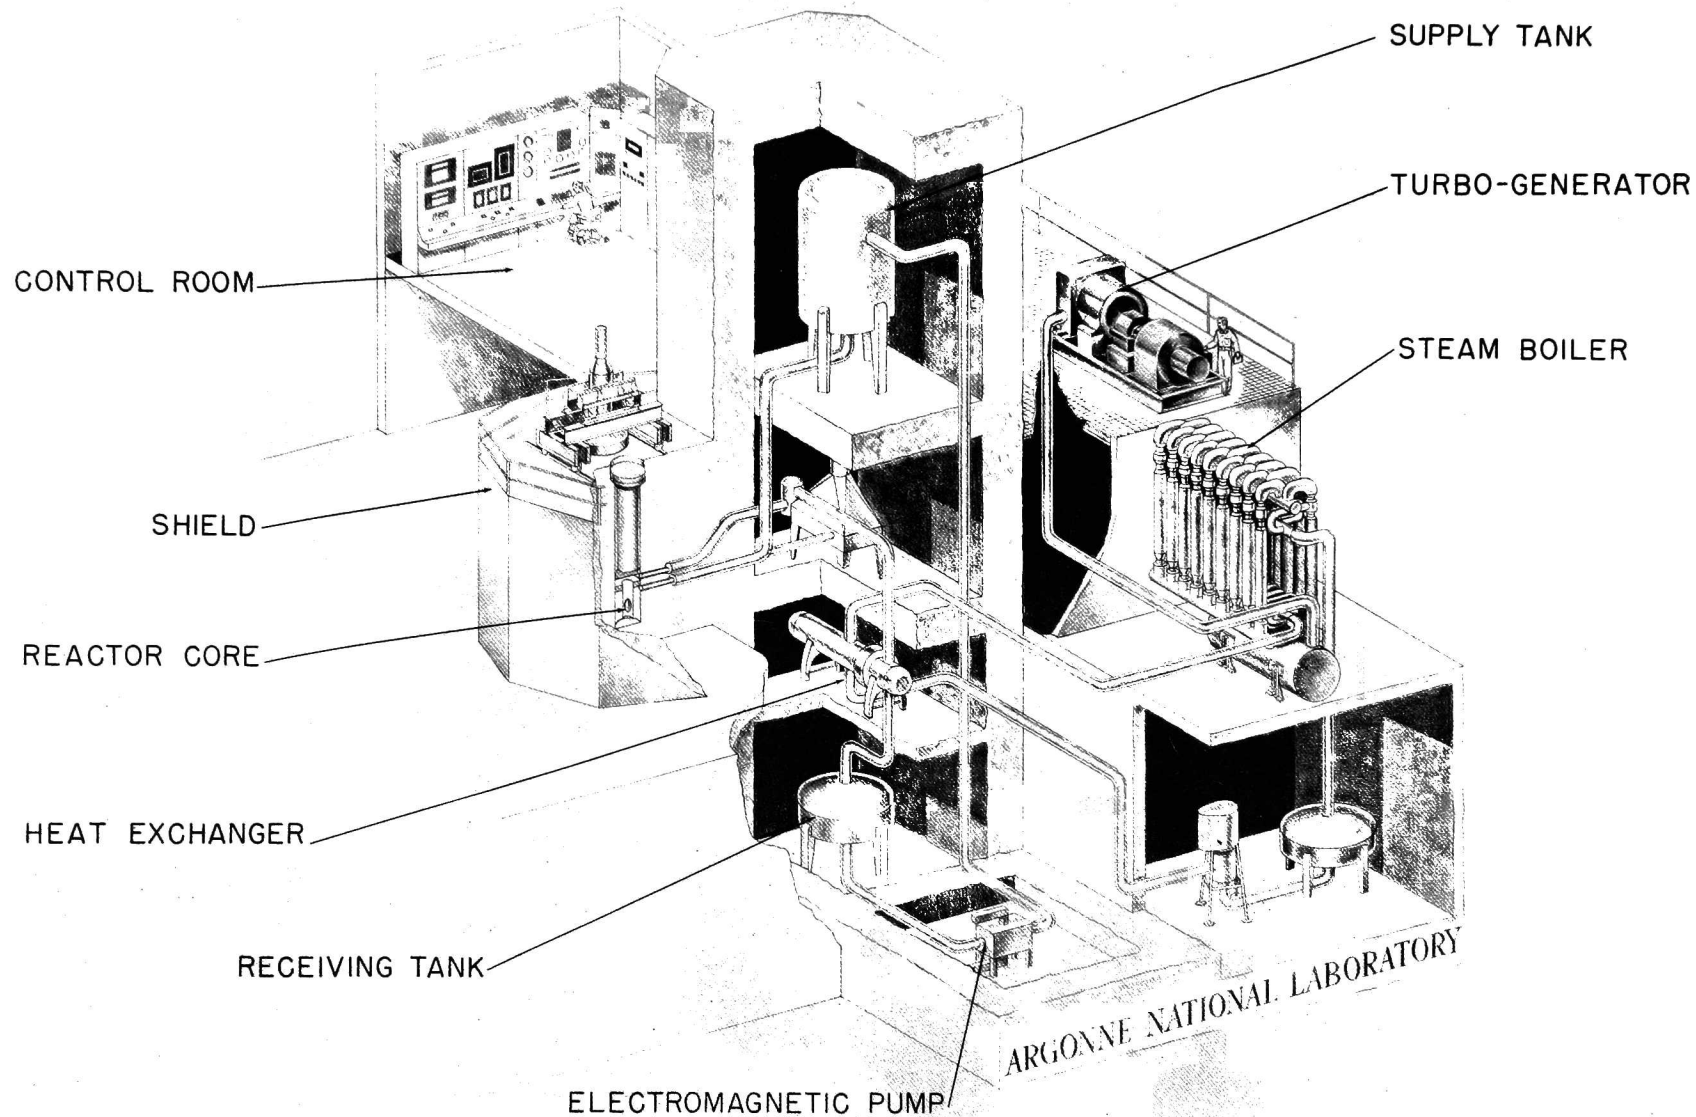 SUPPLY TANK
TURBO-GENERATOR
CONTROL ROOM
STEAM BOILER
SHIELD
REACTOR CORE
HEAT EXCHANGER
RECEIVING TANK
ARGONNE NATIONAL LABORATORY
ELECTROMAGNETIC PUMP